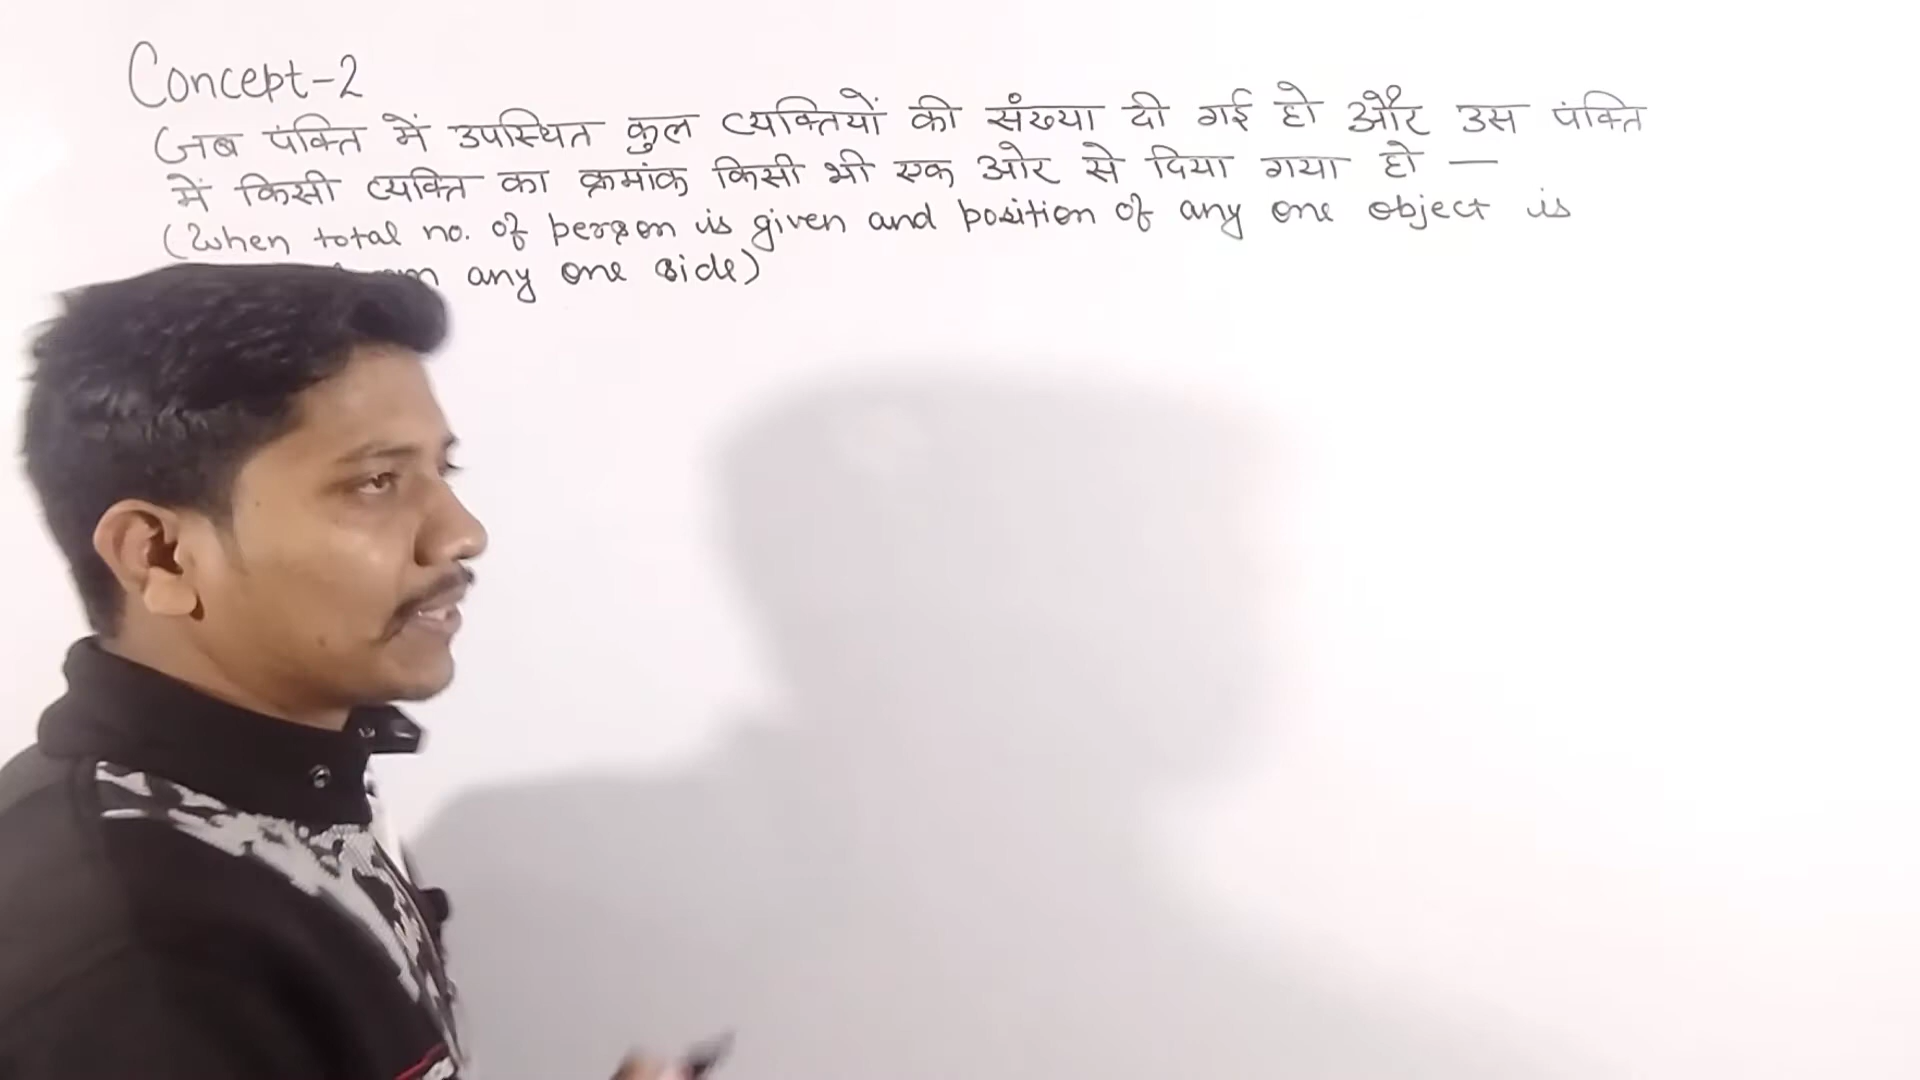 Concept-2
जब पंक्ति में उपस्थित कुल व्यक्तियों की संख्या दी गई हो और उस पंक्ति
में किसी व्यक्ति का क्रमांक किसी भी एक ओर से दिया गया हो —
(When total no. of person is given and position of any one object is
any one side)